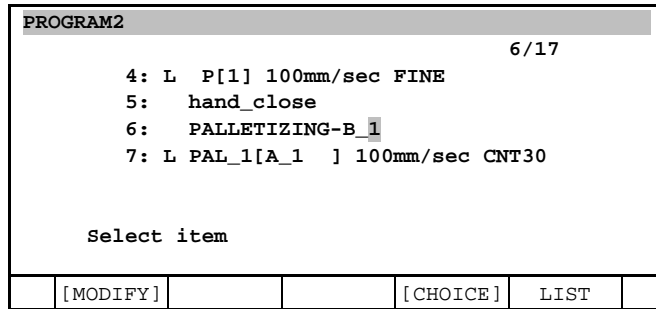 PROGRAM2
6/17
4: L P[1] 100mm/sec FINE
5: hand_close
6: PALLETIZING-B_1
7: L PAL_1[A_1 ] 100mm/sec CNT30
Select item
[MODIFY] [CHOICE] LIST